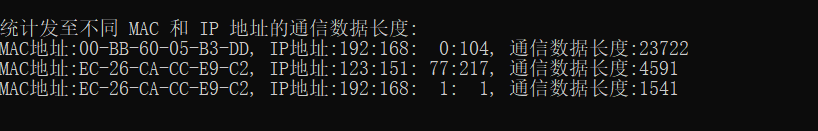 统计发至不同 MAC 和 IP 地址的通信数据长度:
MAC地址:00-BB-60-05-B3-DD, IP地址:192:168:  0:104, 通信数据长度:23722
MAC地址:EC-26-CA-CC-E9-C2, IP地址:123:151: 77:217, 通信数据长度:4591
MAC地址:EC-26-CA-CC-E9-C2, IP地址:192:168:  1:  1, 通信数据长度:1541